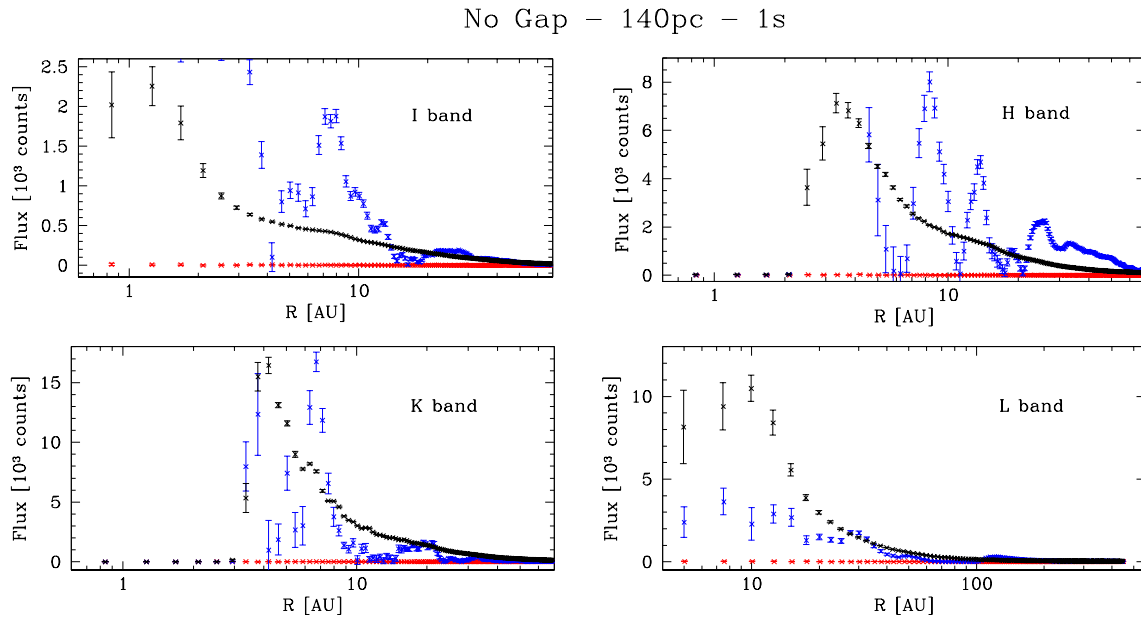 No Gap – 140pc – 1s
2.5
2
1.5
1
0.5
0
Flux [10³ counts]
I band
1
10
R [AU]
8
6
4
2
0
Flux [10³ counts]
H band
1
10
R [AU]
15
10
5
0
Flux [10³ counts]
K band
1
10
R [AU]
10
5
0
Flux [10³ counts]
L band
10
100
R [AU]